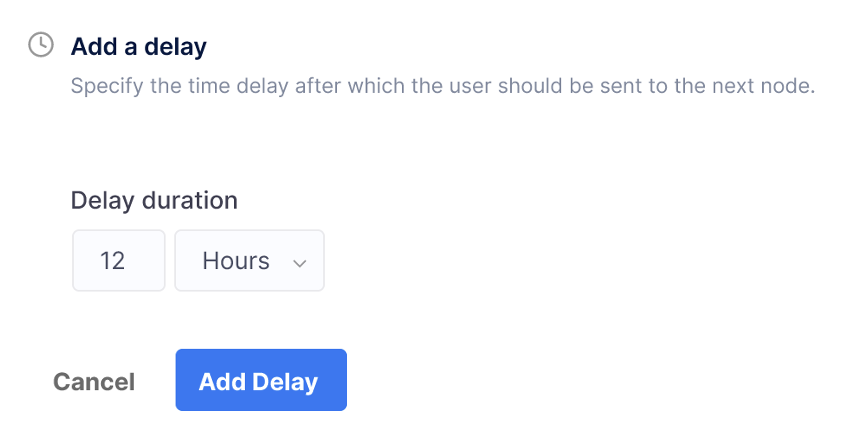 Add a delay
Specify the time delay after which the user should be sent to the next node.
Delay duration
12 Hours
Cancel Add Delay